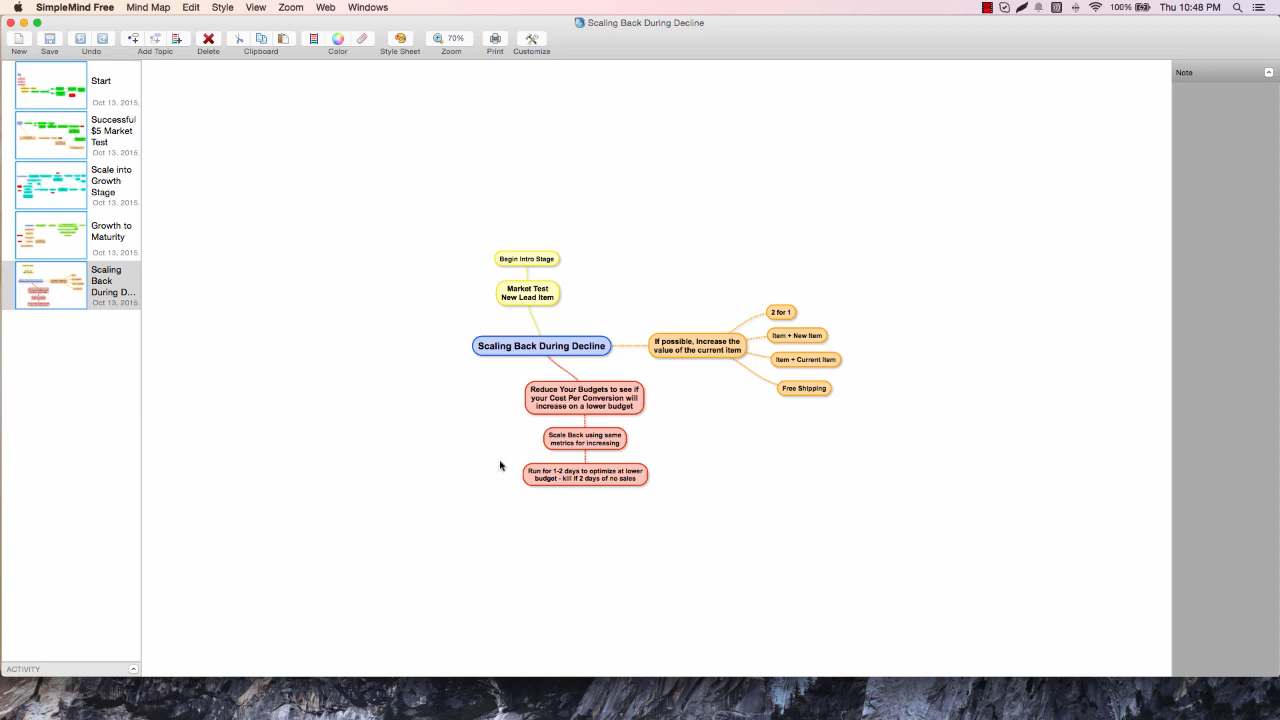 SimpleMind Free Mind Map Edit Style View Zoom Web Windows
100% Thu 10:48 PM
Scaling Back During Decline
70%
New Save Undo Add Topic Delete Clipboard Color Style Sheet Zoom Print Customize
Start
Oct 13, 2015
Successful
$5 Market
Test
Oct 13, 2015
Scale into
Growth
Stage
Oct 13, 2015
Growth to
Maturity
Oct 13, 2015
Scaling
Back
During D...
Oct 13, 2015
Note
Begin Intro Stage
Market Test
New Lead Item
Scaling Back During Decline
If possible, Increase the
value of the current item
2 for 1
Item + New Item
Item + Current Item
Free Shipping
Reduce Your Budgets to see if
your Cost Per Conversion will
increase on a lower budget
Scale Back using same
metrics for increasing
Run for 1-2 days to optimize at lower
budget - kill if 2 days of no sales
ACTIVITY